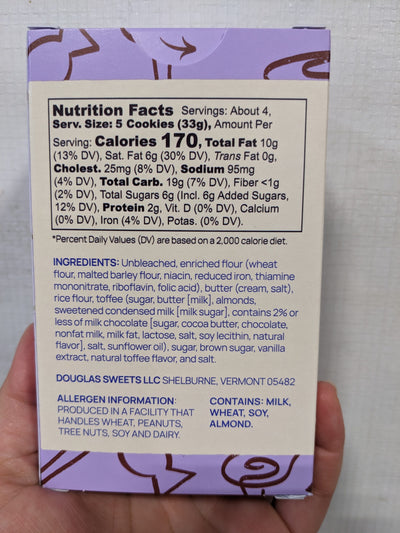 Nutrition Facts Servings: About 4,
Serv. Size: 5 Cookies (33g), Amount Per
Serving: Calories 170, Total Fat 10g
(13% DV), Sat. Fat 6g (30% DV), Trans Fat 0g,
Cholest. 25mg (8% DV), Sodium 95mg
(4% DV), Total Carb. 19g (7% DV), Fiber <1g
(2% DV), Total Sugars 6g (Incl. 6g Added Sugars,
12% DV), Protein 2g, Vit. D (0% DV), Calcium
(0% DV), Iron (4% DV), Potas. (0% DV).
*Percent Daily Values (DV) are based on a 2,000 calorie diet.
INGREDIENTS: Unbleached, enriched flour (wheat
flour, malted barley flour, niacin, reduced iron, thiamine
mononitrate, riboflavin, folic acid), butter (cream, salt),
rice flour, toffee (sugar, butter [milk], almonds,
sweetened condensed milk [milk sugar], contains 2% or
less of milk chocolate [sugar, cocoa butter, chocolate,
nonfat milk, milk fat, lactose, salt, soy lecithin, natural
flavor], salt, sunflower oil), sugar, brown sugar, vanilla
extract, natural toffee flavor, and salt.
DOUGLAS SWEETS LLC SHELBURNE, VERMONT 05482
ALLERGEN INFORMATION:
PRODUCED IN A FACILITY THAT
HANDLES WHEAT, PEANUTS,
TREE NUTS, SOY AND DAIRY.
CONTAINS: MILK,
WHEAT, SOY,
ALMOND.